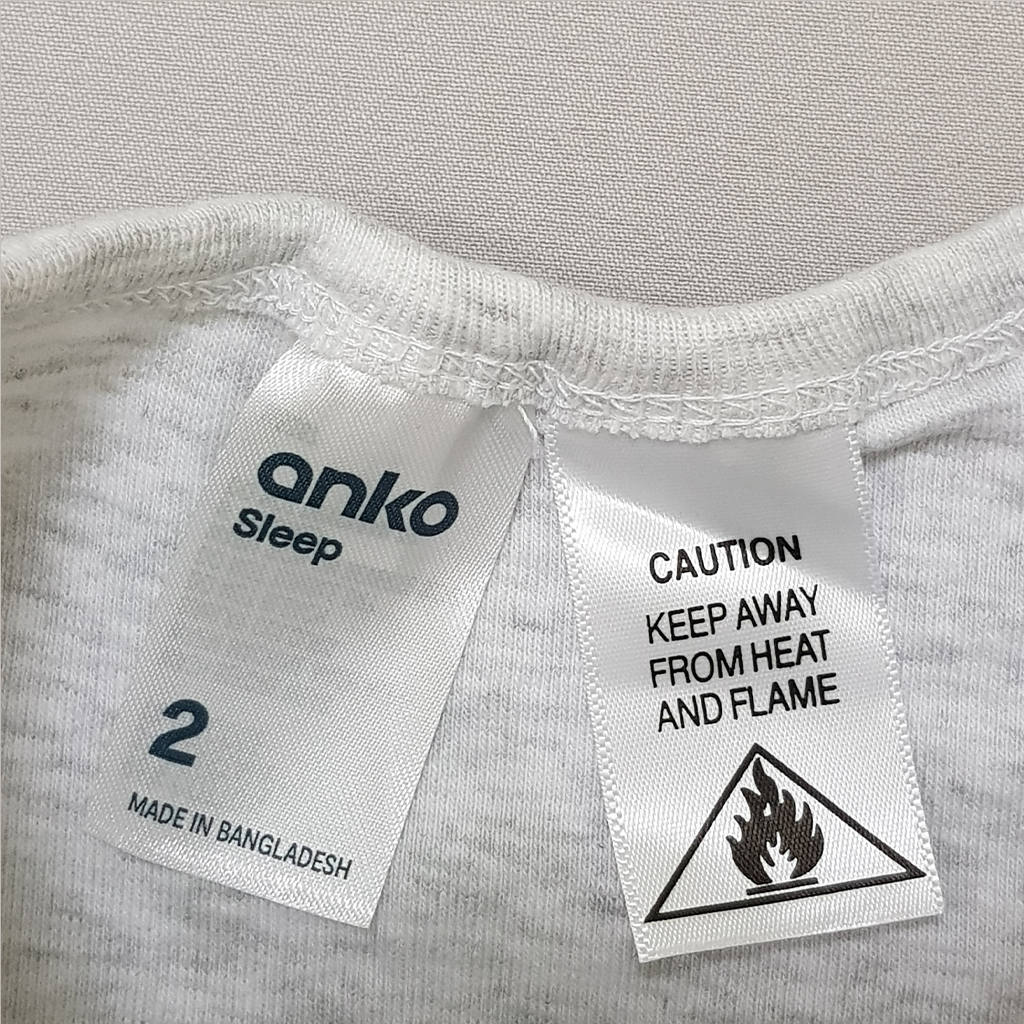 anko
Sleep
2
MADE IN BANGLADESH
CAUTION
KEEP AWAY
FROM HEAT
AND FLAME